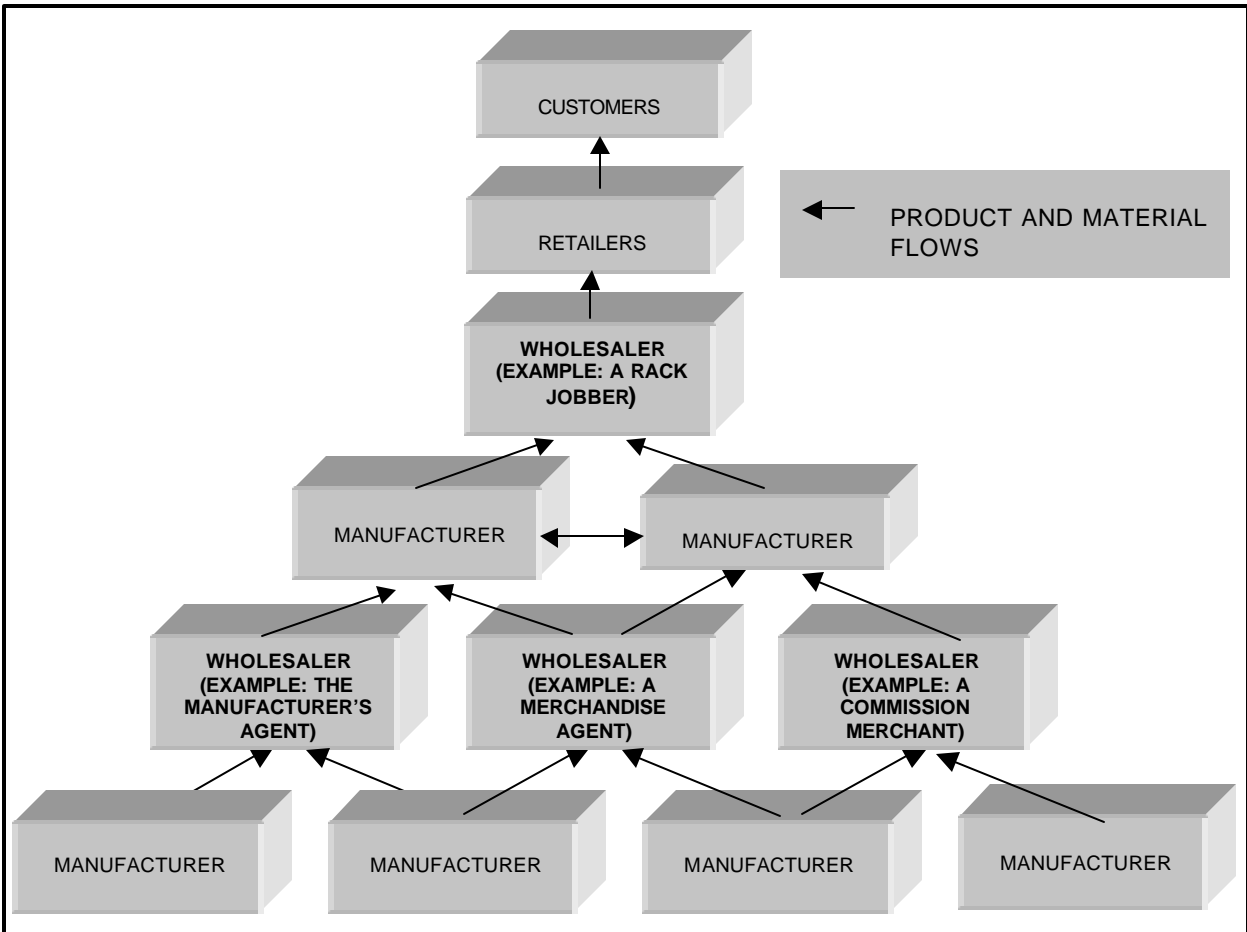 CUSTOMERS
RETAILERS
PRODUCT AND MATERIAL
FLOWS
WHOLESALER
(EXAMPLE: A RACK
JOBBER)
MANUFACTURER
MANUFACTURER
WHOLESALER
(EXAMPLE: THE
MANUFACTURER'S
AGENT)
WHOLESALER
(EXAMPLE: A
MERCHANDISE
AGENT)
WHOLESALER
(EXAMPLE: A
COMMISSION
MERCHANT)
MANUFACTURER
MANUFACTURER
MANUFACTURER
MANUFACTURER